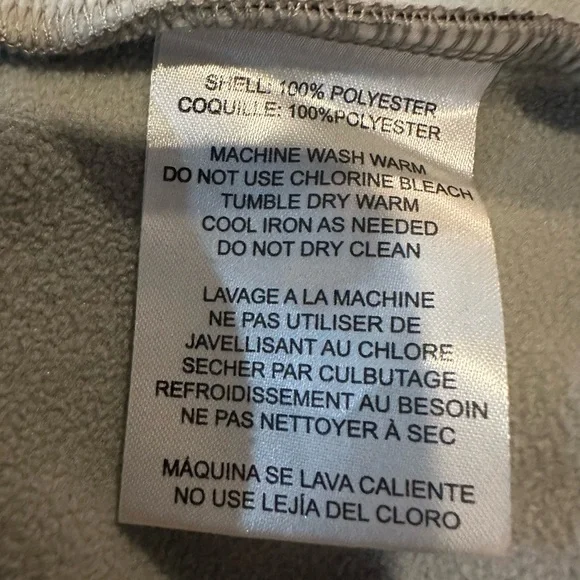 SHELL: 100% POLYESTER
COQUILLE: 100%POLYESTER
MACHINE WASH WARM
DO NOT USE CHLORINE BLEACH
TUMBLE DRY WARM
COOL IRON AS NEEDED
DO NOT DRY CLEAN
LAVAGE A LA MACHINE
NE PAS UTILISER DE
JAVELLISANT AU CHLORE
SECHER PAR CULBUTAGE
REFROIDISSEMENT AU BESOIN
NE PAS NETTOYER À SEC
MÁQUINA SE LAVA CALIENTE
NO USE LEJÍA DEL CLORO